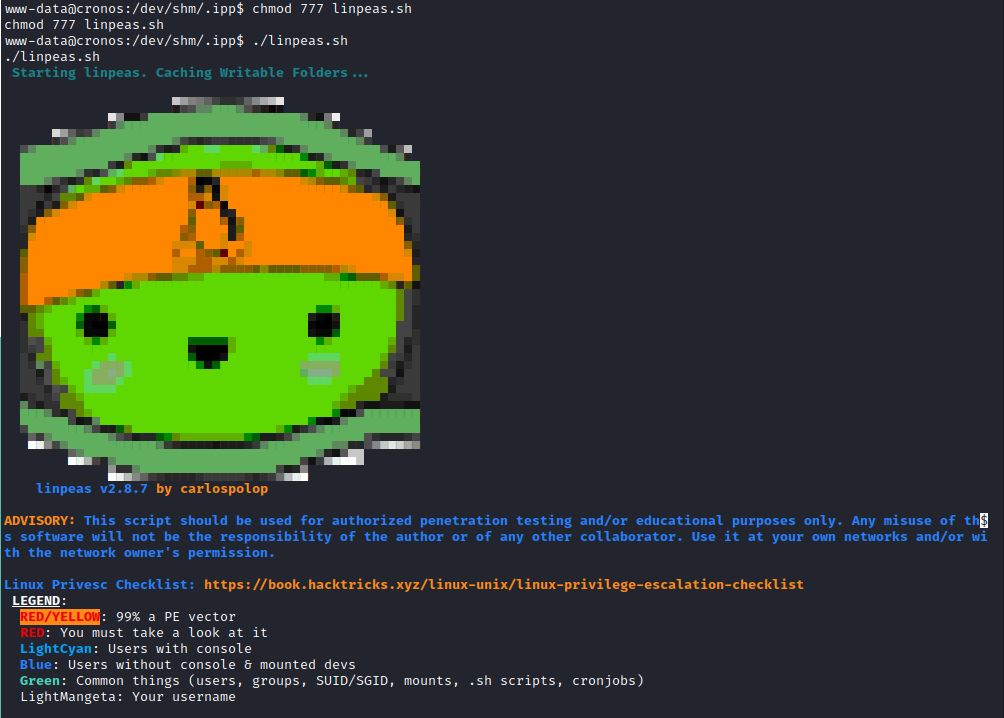 www-data@cronos:/dev/shm/.ipp$ chmod 777 linpeas.sh
chmod 777 linpeas.sh
www-data@cronos:/dev/shm/.ipp$ ./linpeas.sh
./linpeas.sh
Starting linpeas. Caching Writable Folders...
linpeas v2.8.7 by carlospolop
ADVISORY: This script should be used for authorized penetration testing and/or educational purposes only. Any misuse of th$
s software will not be the responsibility of the author or of any other collaborator. Use it at your own networks and/or wi
th the network owner's permission.
Linux Privesc Checklist: https://book.hacktricks.xyz/linux-unix/linux-privilege-escalation-checklist
LEGEND:
RED/YELLOW: 99% a PE vector
RED: You must take a look at it
LightCyan: Users with console
Blue: Users without console & mounted devs
Green: Common things (users, groups, SUID/SGID, mounts, .sh scripts, cronjobs)
LightMangeta: Your username